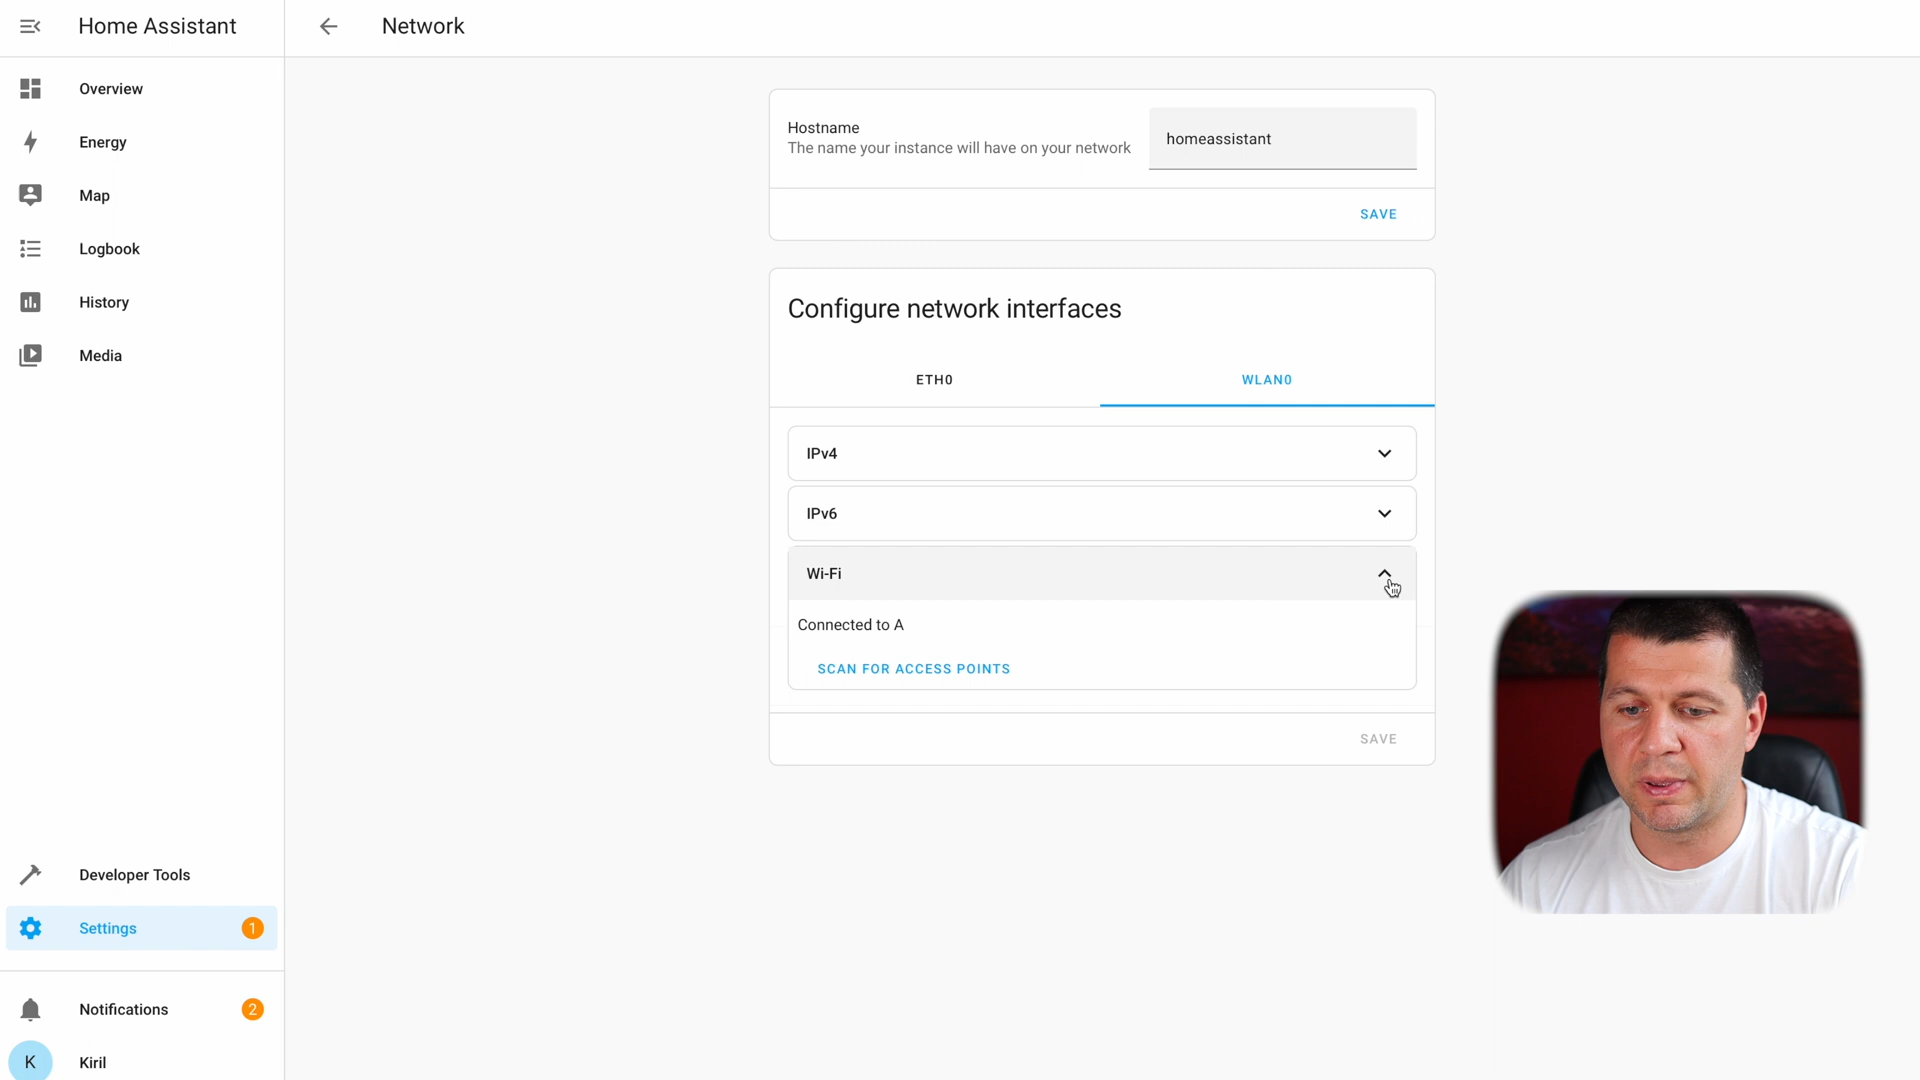 Home Assistant
Network
Overview
Energy
Map
Logbook
History
Media
Developer Tools
Settings
1
Notifications
2
K
Kiril
Hostname
The name your instance will have on your network
homeassistant
SAVE
Configure network interfaces
ETH0
WLAN0
IPv4
IPv6
Wi-Fi
Connected to A
SCAN FOR ACCESS POINTS
SAVE